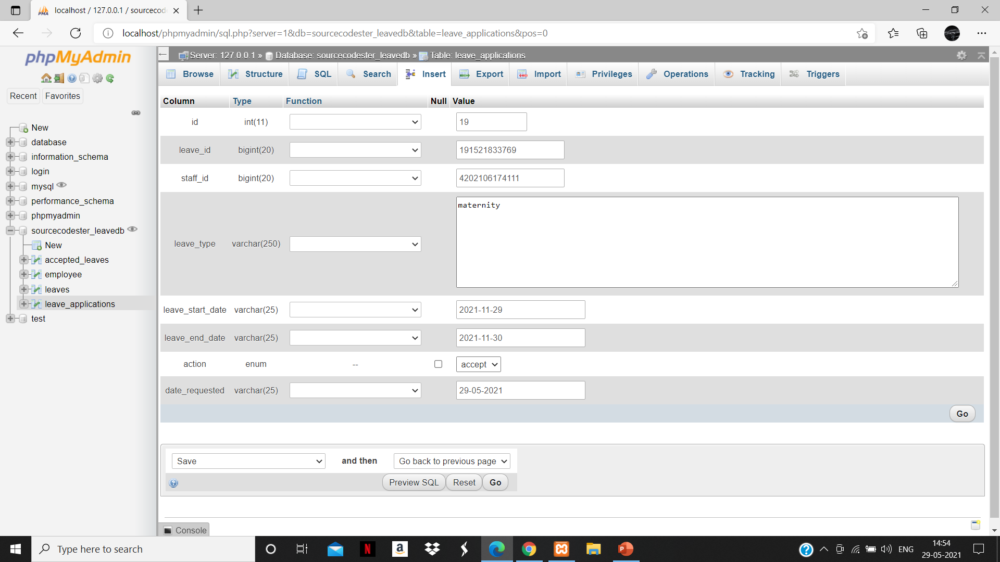 localhost / 127.0.0.1 / sourcecod
localhost/phpmyadmin/sql.php?server=1&db=sourcecodester_leavedb&table=leave_applications&pos=0
phpMyAdmin
Recent Favorites
New
database
information_schema
login
mysql
performance_schema
phpmyadmin
sourcecodester_leavedb
New
accepted_leaves
employee
leaves
leave_applications
test
Server: 127.0.0.1 » Database: sourcecodester_leavedb » Table: leave_applications
Browse Structure SQL Search Insert Export Import Privileges Operations Tracking Triggers
Column Type Function Null Value
id int(11) 19
leave_id bigint(20) 191521833769
staff_id bigint(20) 4202106174111
leave_type varchar(250) maternity
leave_start_date varchar(25) 2021-11-29
leave_end_date varchar(25) 2021-11-30
action enum -- accept
date_requested varchar(25) 29-05-2021
Go
Save and then Go back to previous page
Preview SQL Reset Go
Console
Type here to search
ENG
14:54
29-05-2021